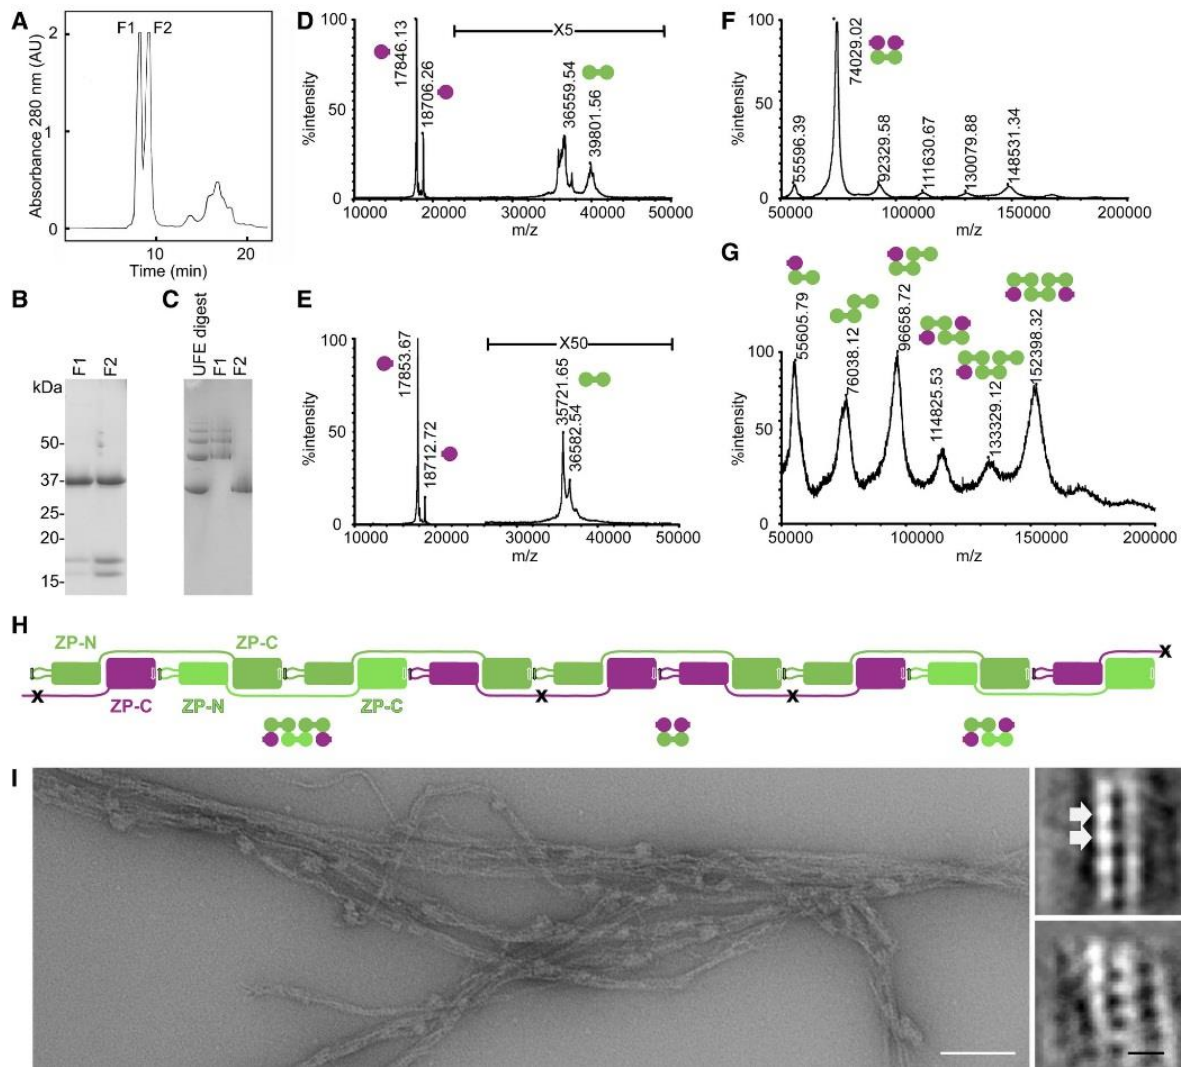 A
F1 F2
Absorbance 280 nm (AU)
2
1
0
10 20
Time (min)
B
F1 F2
kDa
50-
37-
25-
20-
15-
C
UFE digest F1 F2
D
100
50
0
%intensity
17846.13
18706.26
X5
36559.54
39801.56
10000 20000 30000 40000 50000
m/z
E
100
50
0
%intensity
17853.67
18712.72
X50
35721.65
36582.54
10000 20000 30000 40000 50000
m/z
F
100
50
0
%intensity
55596.39
74029.02
92329.58
111630.67
130079.88
148531.34
50000 100000 150000 200000
m/z
G
100
50
0
%intensity
55605.79
76038.12
96658.72
114825.53
133329.12
152398.32
50000 100000 150000 200000
m/z
H
ZP-N ZP-C
X X X X
ZP-C ZP-N ZP-C
I